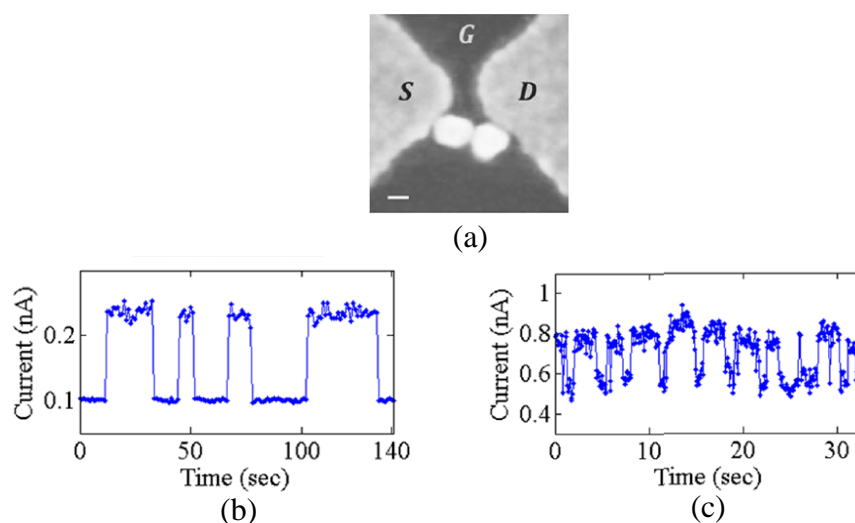 G
S D
(a)
0.2
0.1
Current (nA)
0 50 100 140
Time (sec)
(b)
1
0.8
0.6
0.4
Current (nA)
0 10 20 30
Time (sec)
(c)